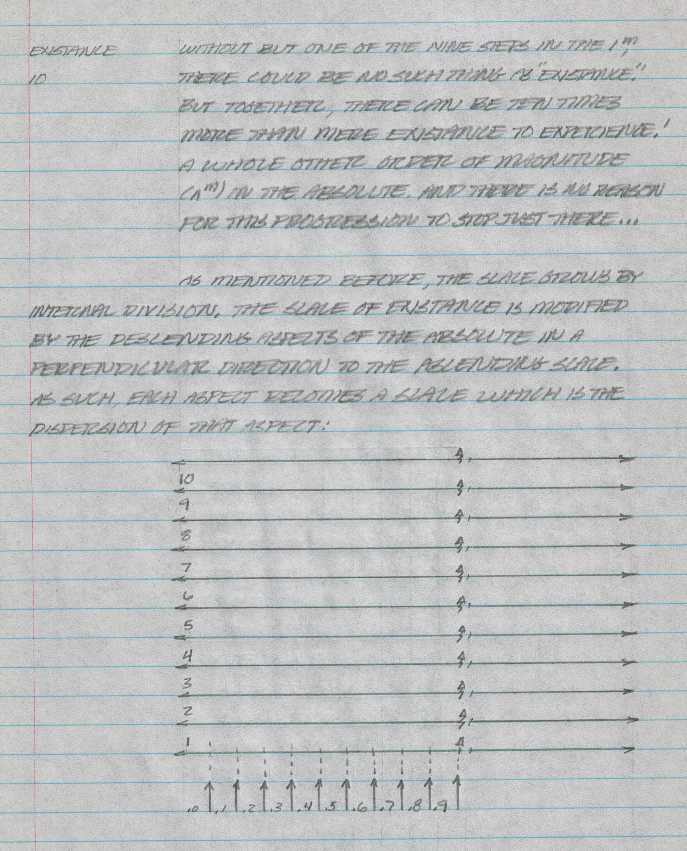 EXISTANCE WITHOUT BUT ONE OF THE NINE STEPS IN THE 1ᵐ,
10 THERE COULD BE NO SUCH THING AS "EXISTANCE."
BUT TOGETHER, THERE CAN BE TEN TIMES
MORE THAN MERE EXISTANCE TO EXPERIENCE,'
A WHOLE OTHER ORDER OF MAGNITUDE
(Λᵐ) IN THE ABSOLUTE. AND THERE IS NO REASON
FOR THIS PROGRESSION TO STOP JUST THERE...
AS MENTIONED BEFORE, THE SCALE GROWS BY
INTERNAL DIVISION. THE SCALE OF EXISTANCE IS MODIFIED
BY THE DESCENDING ASPECTS OF THE ABSOLUTE IN A
PERPENDICULAR DIRECTION TO THE ASCENDING SCALE.
AS SUCH, EACH ASPECT BECOMES A SCALE WHICH IS THE
DISPERSION OF THAT ASPECT:
10
9
8
7
6
5
4
3
2
1
.0 .1 .2 .3 .4 .5 .6 .7 .8 .9